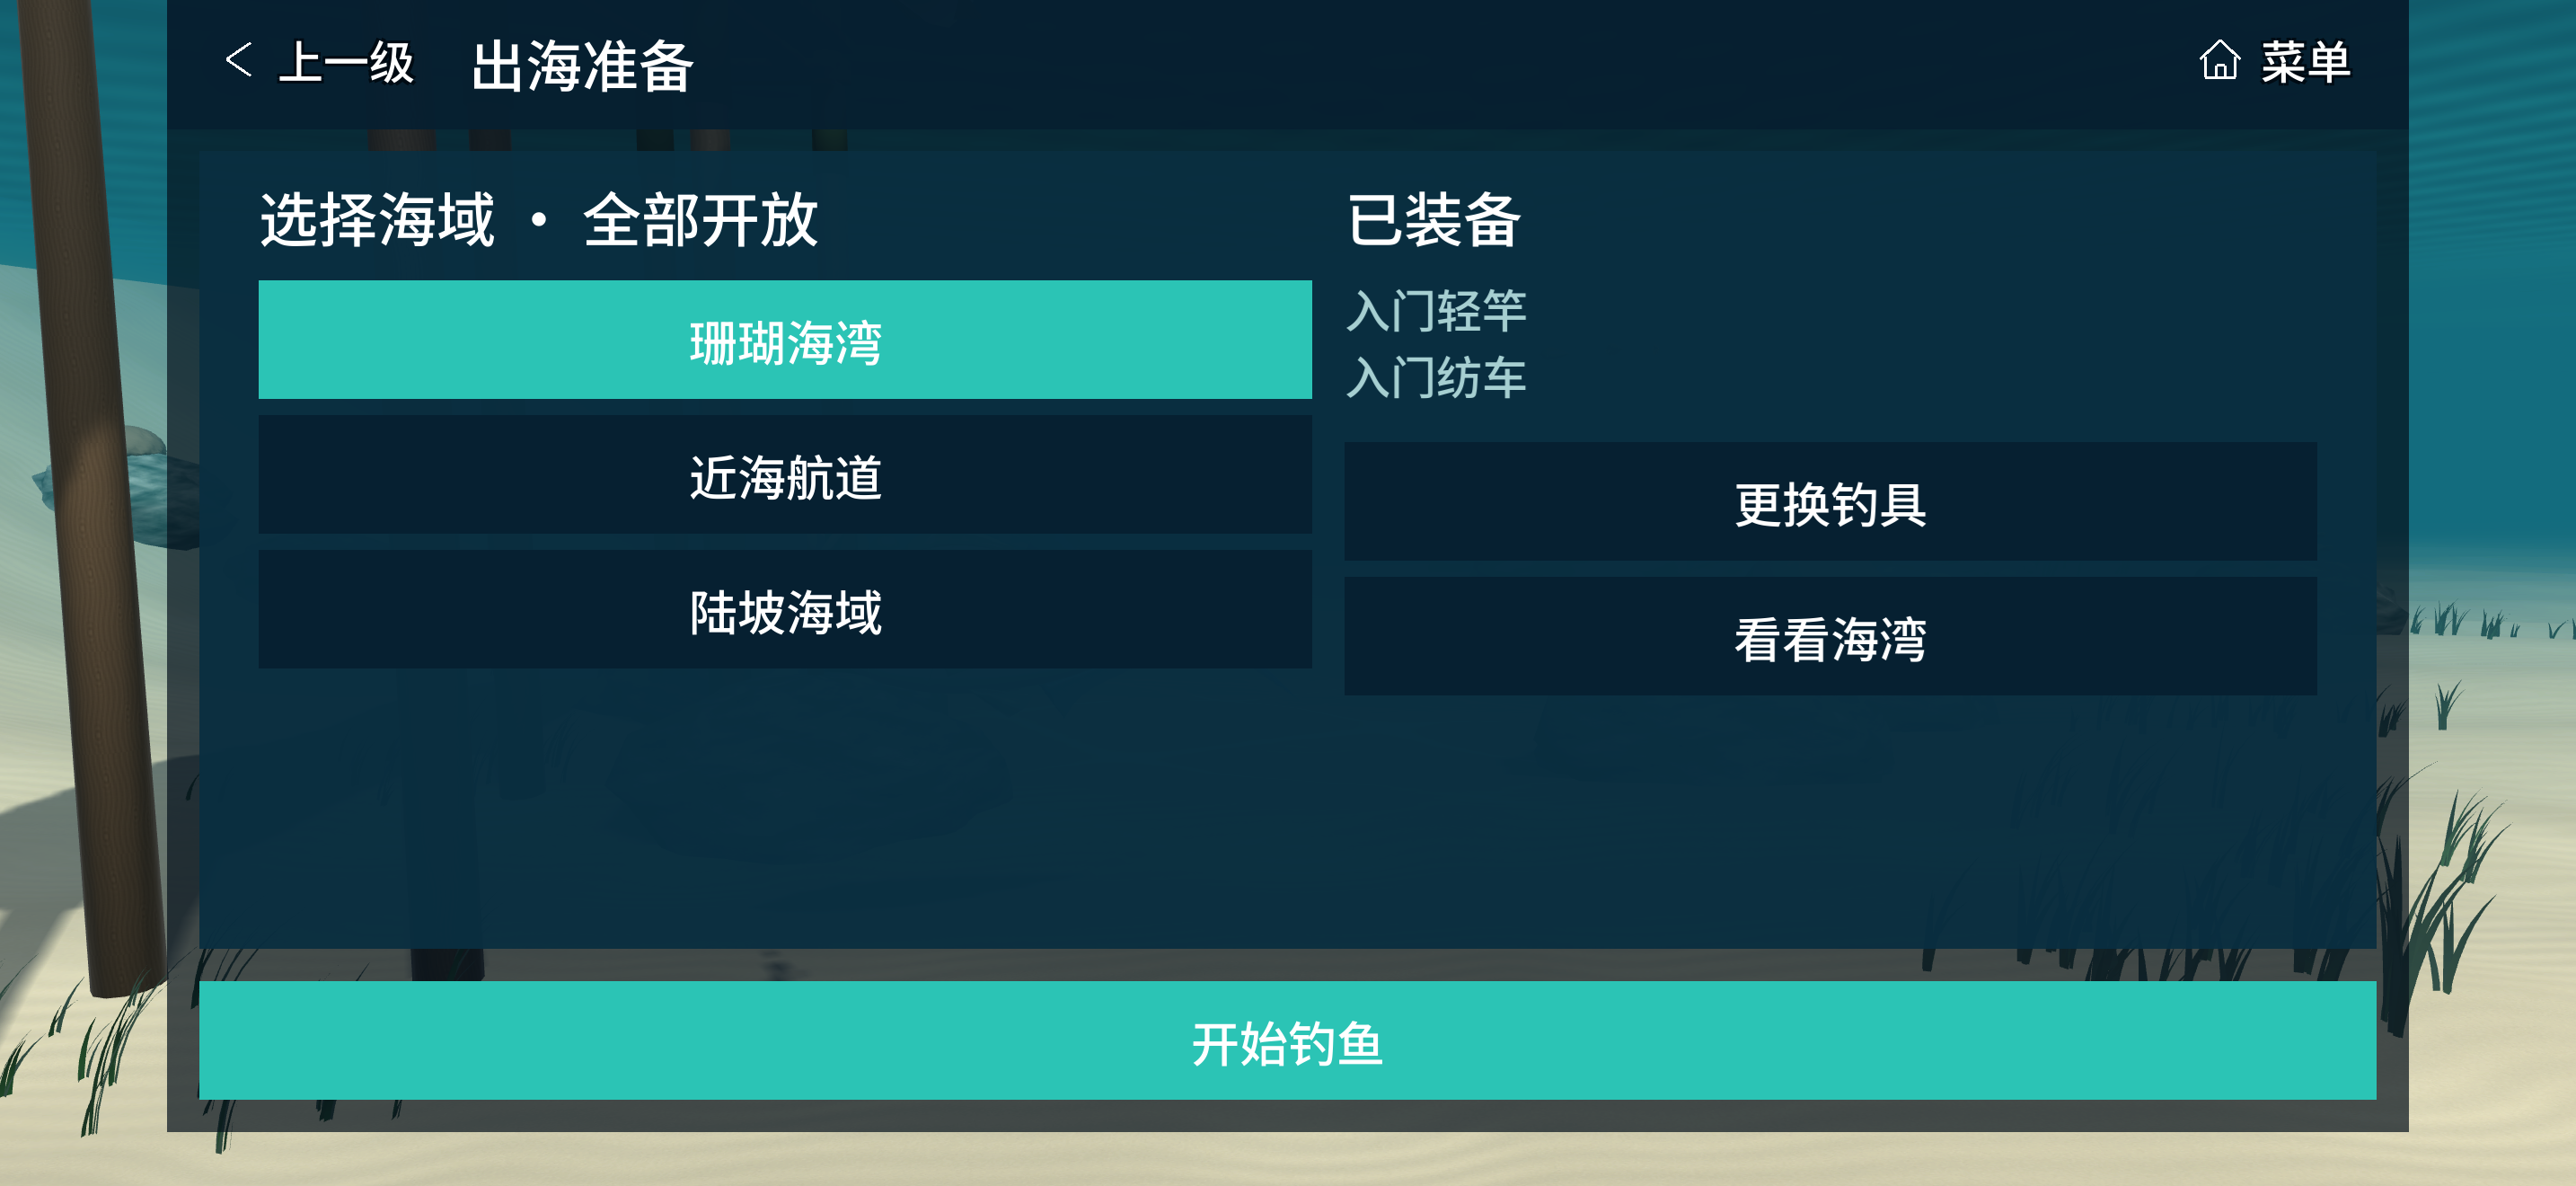 上一级
出海准备
菜单
选择海域 • 全部开放
珊瑚海湾
近海航道
陆坡海域
已装备
入门轻竿
入门纺车
更换钓具
看看海湾
开始钓鱼